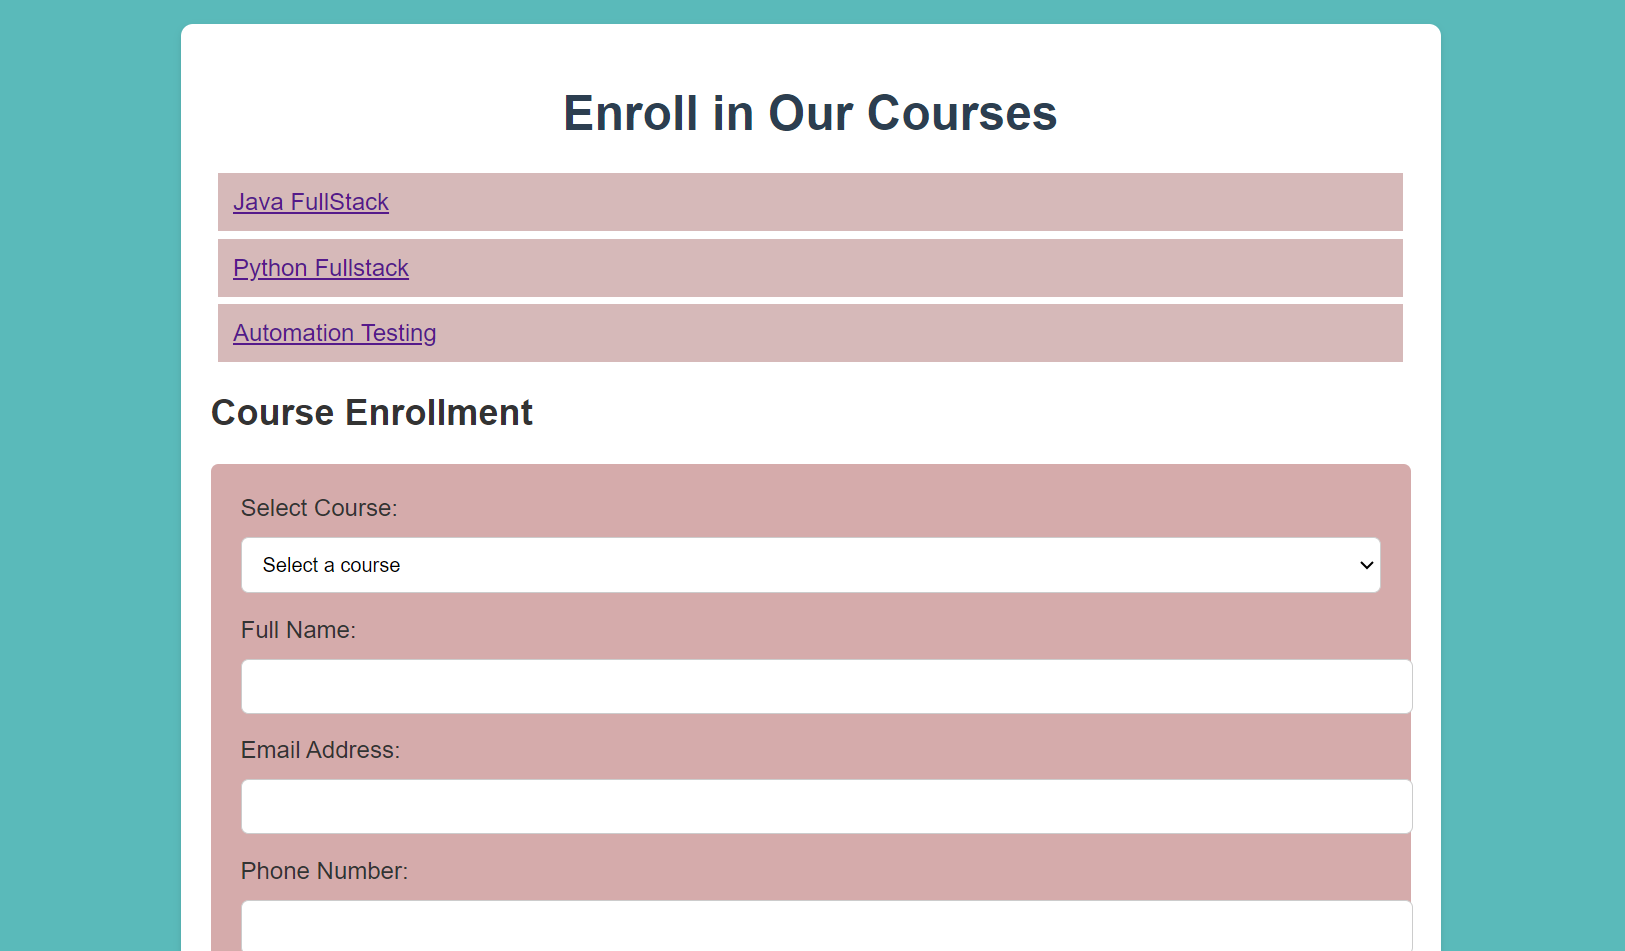 Enroll in Our Courses
Java FullStack
Python Fullstack
Automation Testing
Course Enrollment
Select Course:
Select a course
Full Name:
Email Address:
Phone Number: